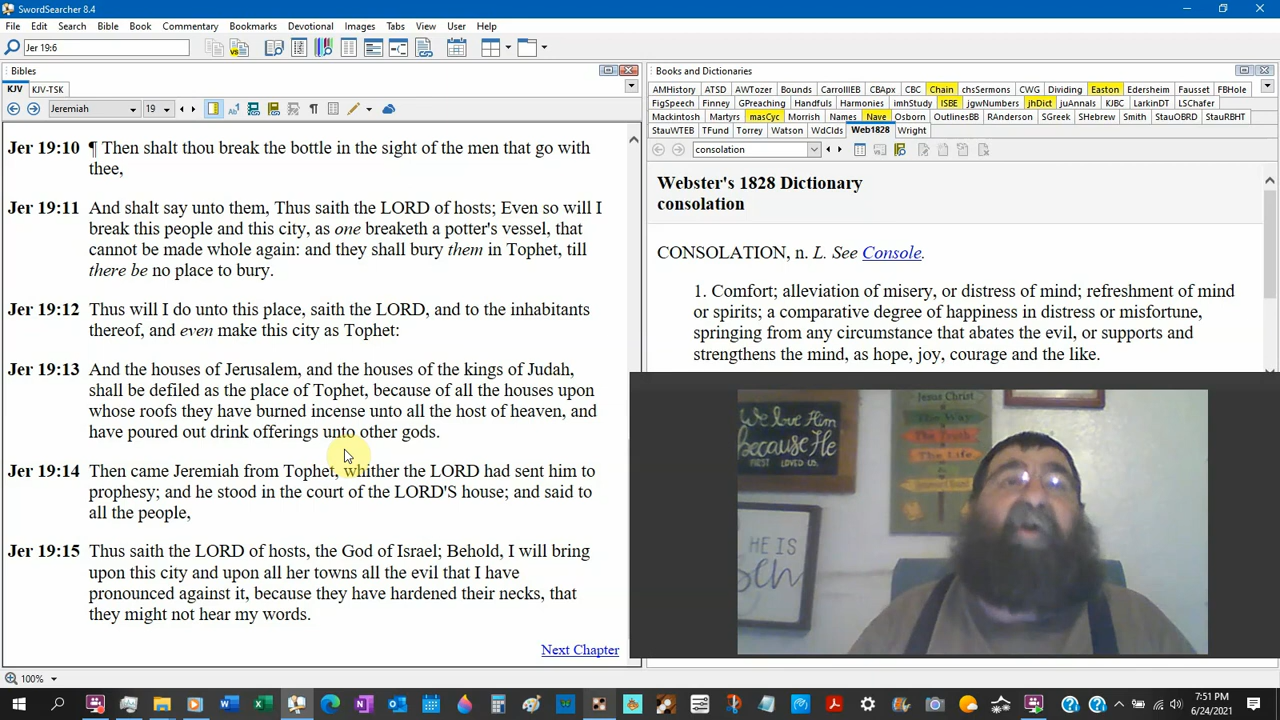 SwordSearcher 8.4
File Edit Search Bible Book Commentary Bookmarks Devotional Images Tabs View User Help
Jer 19:6
Bibles
KJV KJV-TSK
Jeremiah 19
Jer 19:10 ¶ Then shalt thou break the bottle in the sight of the men that go with
thee,
Jer 19:11 And shalt say unto them, Thus saith the LORD of hosts; Even so will I
break this people and this city, as one breaketh a potter's vessel, that
cannot be made whole again: and they shall bury them in Tophet, till
there be no place to bury.
Jer 19:12 Thus will I do unto this place, saith the LORD, and to the inhabitants
thereof, and even make this city as Tophet:
Jer 19:13 And the houses of Jerusalem, and the houses of the kings of Judah,
shall be defiled as the place of Tophet, because of all the houses upon
whose roofs they have burned incense unto all the host of heaven, and
have poured out drink offerings unto other gods.
Jer 19:14 Then came Jeremiah from Tophet, whither the LORD had sent him to
prophesy; and he stood in the court of the LORD'S house; and said to
all the people,
Jer 19:15 Thus saith the LORD of hosts, the God of Israel; Behold, I will bring
upon this city and upon all her towns all the evil that I have
pronounced against it, because they have hardened their necks, that
they might not hear my words.
Next Chapter
100%
Books and Dictionaries
AMHistory ATSD AWTozer Bounds CarrollIEB CBApx CBC Chain chsSermons CWG Dividing Easton Edersheim Fausset FBHole
FigSpeech Finney GPreaching Handfuls Harmonies imhStudy ISBE jgwNumbers jhDict juAnnals KJBC LarkinDT LSChafer
Mackintosh Martyrs masCyc Morrish Names Nave Osborn OutlinesBB RAnderson SGreek SHebrew Smith StauOBRD StauRBHT
StauWTEB TFund Torrey Watson WdClds Web1828 Wright
consolation
Webster's 1828 Dictionary
consolation
CONSOLATION, n. L. See Console.
1. Comfort; alleviation of misery, or distress of mind; refreshment of mind
or spirits; a comparative degree of happiness in distress or misfortune,
springing from any circumstance that abates the evil, or supports and
strengthens the mind, as hope, joy, courage and the like.
We love Him
because He
FIRST LOVED US.
Jesus Christ
The Way
The Truth
The Life
HE IS
7:51 PM
6/24/2021